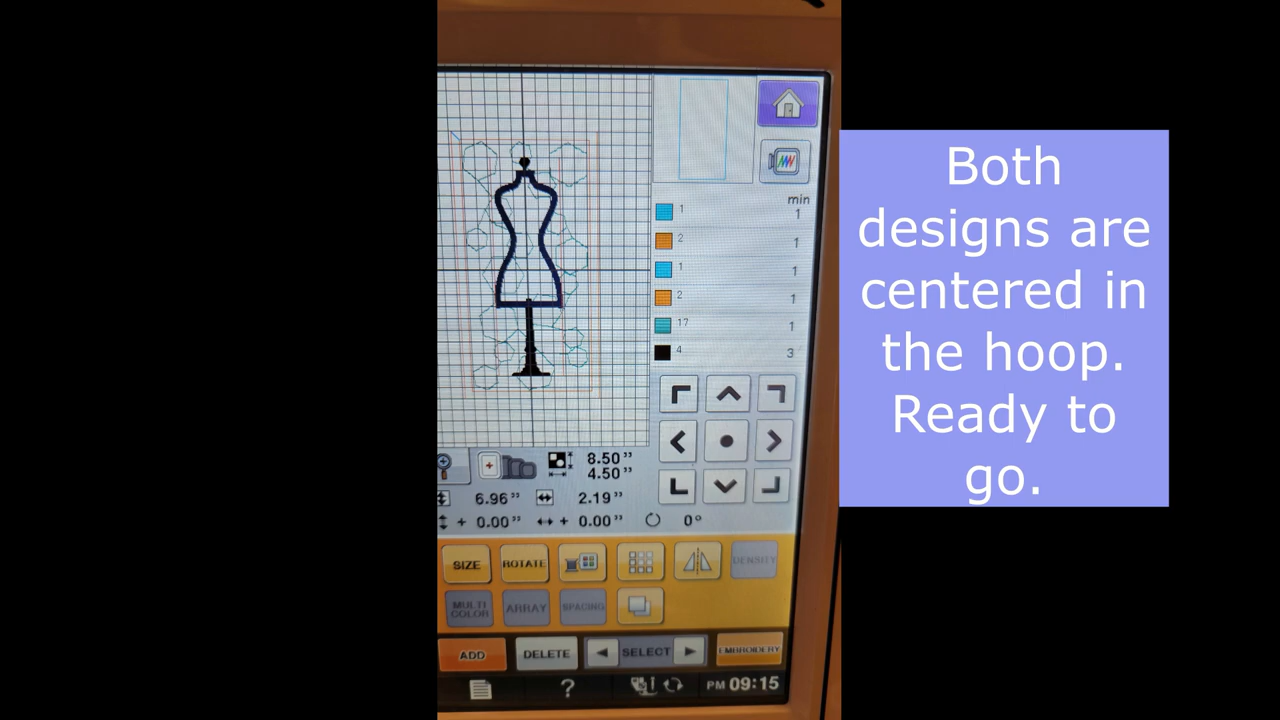 min
1 1
2 1
1 1
2 1
17 1
4 3
8.50"
4.50"
6.96" 2.19"
+ 0.00" + 0.00" 0°
SIZE ROTATE DENSITY
MULTI COLOR ARRAY SPACING
ADD DELETE SELECT EMBROIDERY
? PM 09:15
Both
designs are
centered in
the hoop.
Ready to
go.